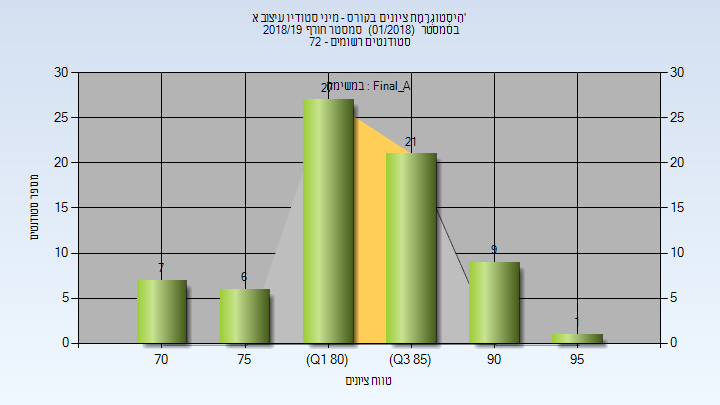 היסטוגרמת ציונים בקורס - מיני סטודיו עיצוב א'
בסמסטר (01/2018) סמסטר חורף 2018/19
סטודנטים רשומים - 72
במשימה : Final_A
30 30
25 25
20 20
15 15
10 10
5 5
0 0
7
6
27
21
9
1
מספר סטודנטים
70 75 (Q1 80) (Q3 85) 90 95
טווח ציונים